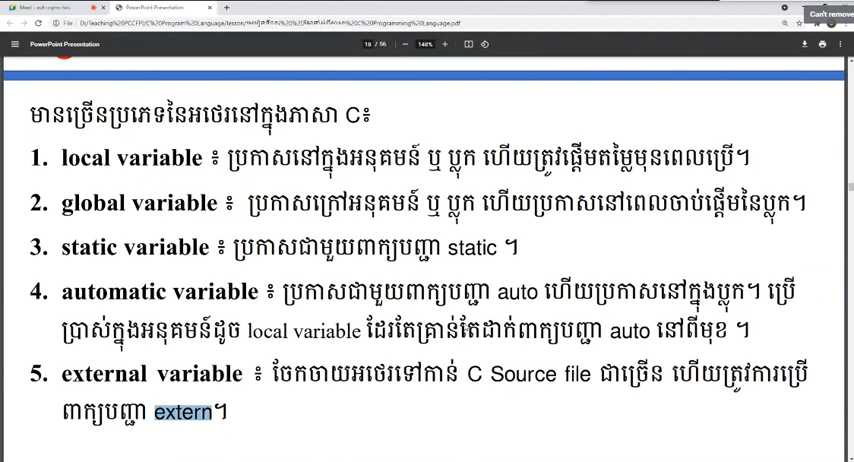 Meet - xuh-rvqm-nvs
PowerPoint Presentation
Can't remove
File
PowerPoint Presentation
18 / 56
148%
មានច្រើនប្រភេទនៃអថេរនៅក្នុងភាសា C៖
1. local variable ៖ ប្រកាសនៅក្នុងអនុគមន៍ ឬ ប្លុក ហើយត្រូវផ្តើមតម្លៃមុនពេលប្រើ។
2. global variable ៖ ប្រកាសក្រៅអនុគមន៍ ឬ ប្លុក ហើយប្រកាសនៅពេលចាប់ផ្តើមនៃប្លុក។
3. static variable ៖ ប្រកាសជាមួយពាក្យបញ្ជា static ។
4. automatic variable ៖ ប្រកាសជាមួយពាក្យបញ្ជា auto ហើយប្រកាសនៅក្នុងប្លុក។ ប្រើ
ប្រាស់ក្នុងអនុគមន៍ដូច local variable ដែរតែគ្រាន់តែដាក់ពាក្យបញ្ជា auto នៅពីមុខ ។
5. external variable ៖ ចែកចាយអថេរទៅកាន់ C Source file ជាច្រើន ហើយត្រូវការប្រើ
ពាក្យបញ្ជា extern។